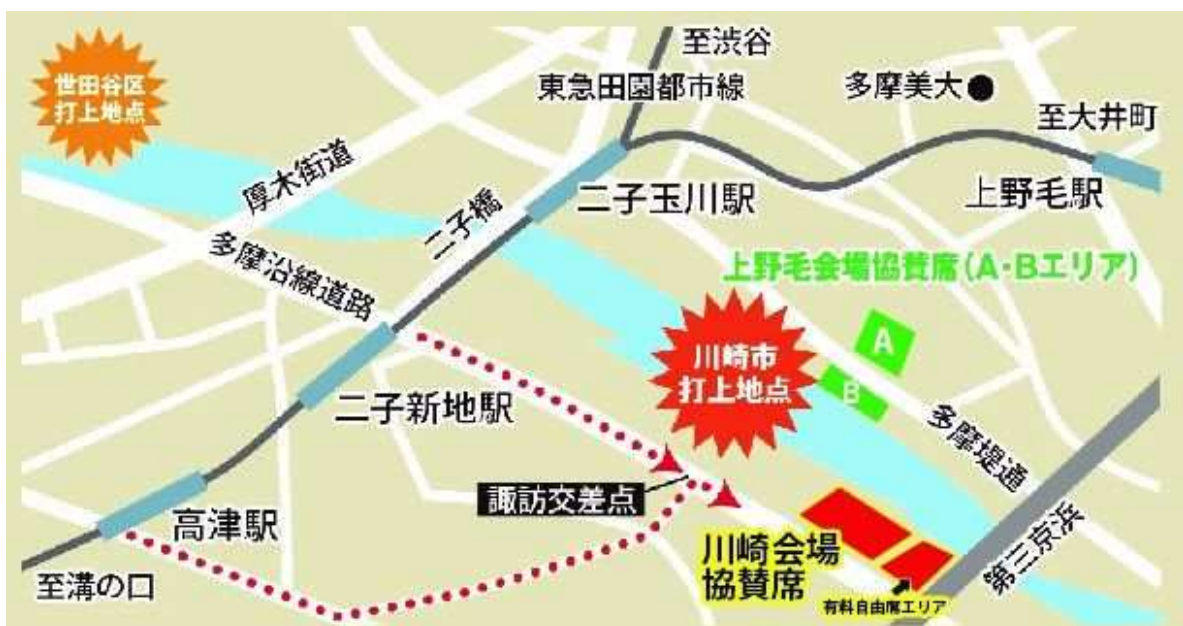 至渋谷
世田谷区
打上地点
東急田園都市線
多摩美大
至大井町
厚木街道
二子橋
二子玉川駅
上野毛駅
多摩沿線道路
上野毛会場協賛席(A·Bエリア)
川崎市
打上地点
A
B
二子新地駅
多摩堤通
諏訪交差点
高津駅
川崎会場
協賛席
第三京浜
至溝の口
有料自由席エリア